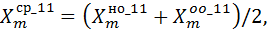 X_m^{ср_11} = (X_m^{но_11} + X_m^{оо_11})/2,